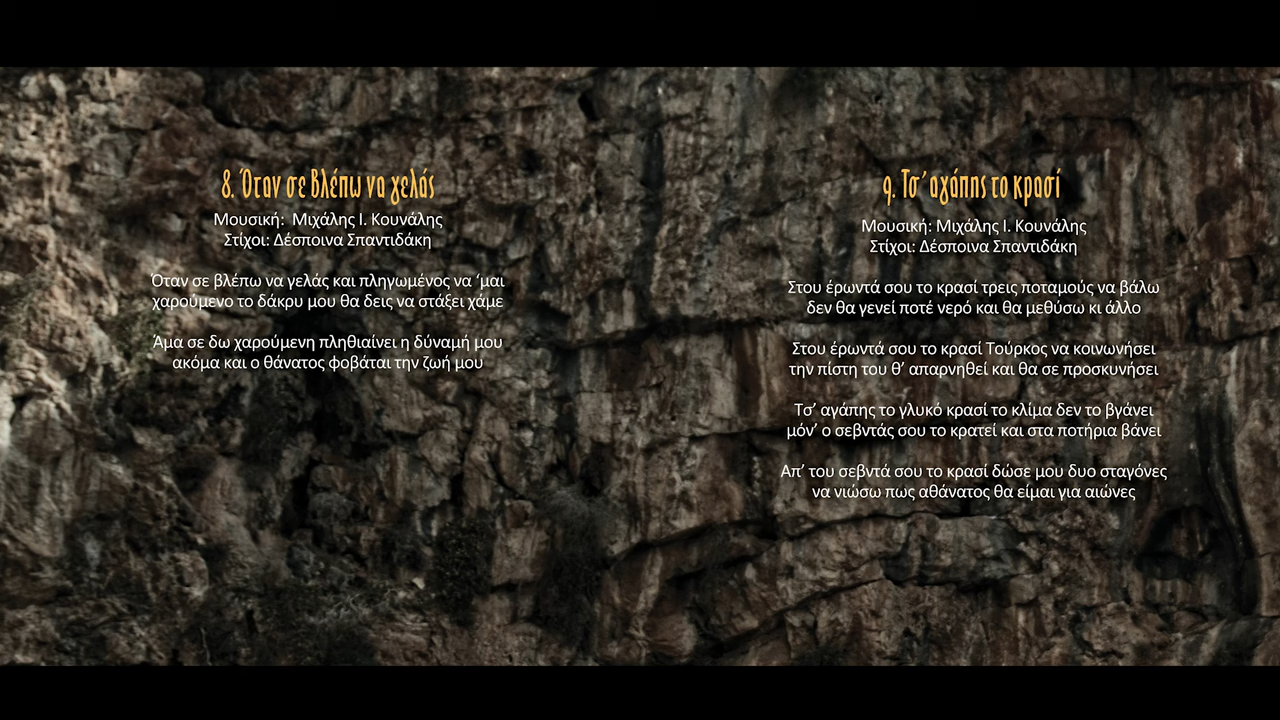 8. Όταν σε βλέπω να γελάς
Μουσική: Μιχάλης Ι. Κουνάλης
Στίχοι: Δέσποινα Σπαντιδάκη
Όταν σε βλέπω να γελάς και πληγωμένος να ‘μαι
χαρούμενο το δάκρυ μου θα δεις να στάξει χάμε
Άμα σε δω χαρούμενη πληθιαίνει η δύναμή μου
ακόμα και ο θάνατος φοβάται την ζωή μου
9. Τσ’ αγάπης το κρασί
Μουσική: Μιχάλης Ι. Κουνάλης
Στίχοι: Δέσποινα Σπαντιδάκη
Στου έρωντά σου το κρασί τρεις ποταμούς να βάλω
δεν θα γενεί ποτέ νερό και θα μεθύσω κι άλλο
Στου έρωντά σου το κρασί Τούρκος να κοινωνήσει
την πίστη του θ’ απαρνηθεί και θα σε προσκυνήσει
Τσ’ αγάπης το γλυκό κρασί το κλίμα δεν το βγάνει
μόν’ ο σεβντάς σου το κρατεί και στα ποτήρια βάνει
Απ’ του σεβντά σου το κρασί δώσε μου δυο σταγόνες
να νιώσω πως αθάνατος θα είμαι για αιώνες